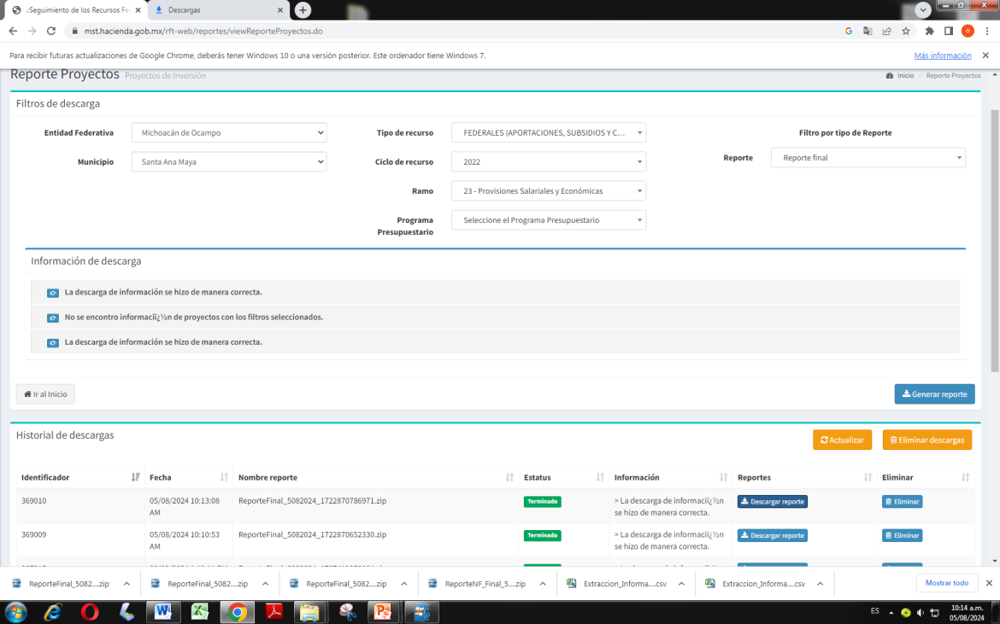 .:Seguimiento de los Recursos Fe
Descargas
mst.hacienda.gob.mx/rft-web/reportes/viewReporteProyectos.do
Para recibir futuras actualizaciones de Google Chrome, deberás tener Windows 10 o una versión posterior. Este ordenador tiene Windows 7.
Más información
Reporte Proyectos Proyectos de Inversión
Inicio > Reporte Proyectos
Filtros de descarga
Entidad Federativa Michoacán de Ocampo
Tipo de recurso FEDERALES (APORTACIONES, SUBSIDIOS Y C...
Filtro por tipo de Reporte
Municipio Santa Ana Maya
Ciclo de recurso 2022
Reporte Reporte final
Ramo 23 - Provisiones Salariales y Económicas
Programa
Presupuestario
Seleccione el Programa Presupuestario
Información de descarga
La descarga de información se hizo de manera correcta.
No se encontro informaciï¿½n de proyectos con los filtros seleccionados.
La descarga de información se hizo de manera correcta.
Ir al Inicio
Generar reporte
Historial de descargas
Actualizar
Eliminar descargas
Identificador Fecha Nombre reporte Estatus Información Reportes Eliminar
369010 05/08/2024 10:13:08 ReporteFinal_5082024_1722870786971.zip Terminado > La descarga de informaciï¿½n Descargar reporte Eliminar
AM se hizo de manera correcta.
369009 05/08/2024 10:10:53 ReporteFinal_5082024_1722870652330.zip Terminado > La descarga de informaciï¿½n Descargar reporte Eliminar
AM se hizo de manera correcta.
ReporteFinal_5082....zip
ReporteFinal_5082....zip
ReporteFinal_5082....zip
ReporteNF_Final_5....zip
Extraccion_Informa....csv
Extraccion_Informa....csv
Mostrar todo
ES
10:14 a.m.
05/08/2024